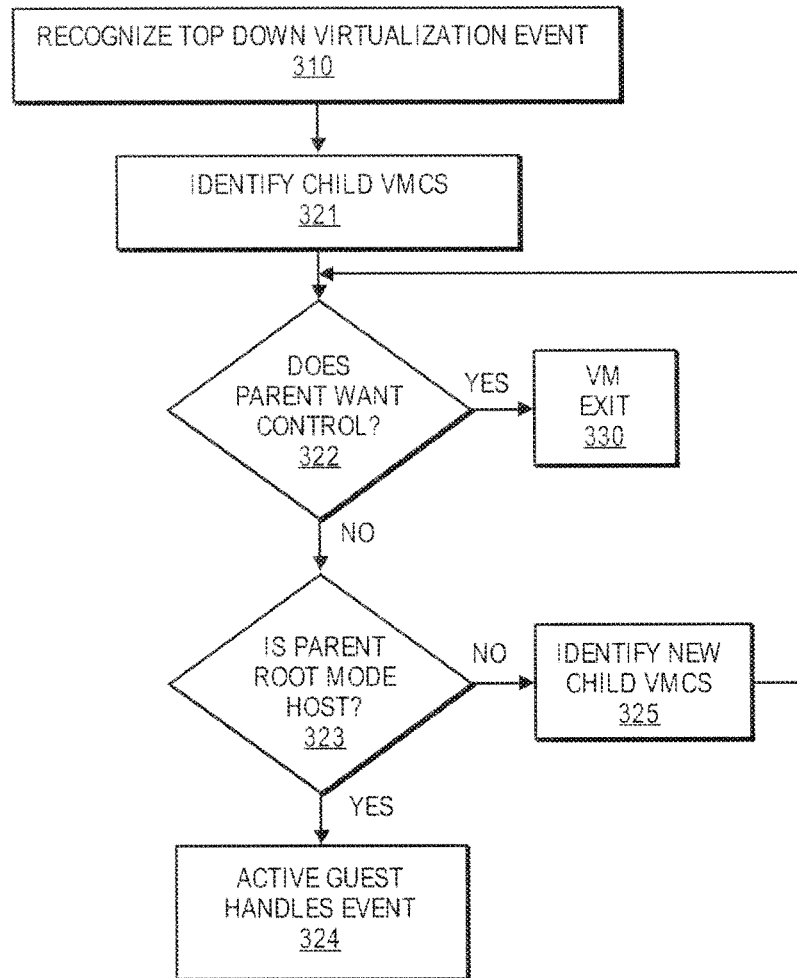 RECOGNIZE TOP DOWN VIRTUALIZATION EVENT
310
IDENTIFY CHILD VMCS
321
DOES
PARENT WANT
CONTROL?
322
YES
VM
EXIT
330
NO
IS PARENT
ROOT MODE
HOST?
323
NO
IDENTIFY NEW
CHILD VMCS
325
YES
ACTIVE GUEST
HANDLES EVENT
324